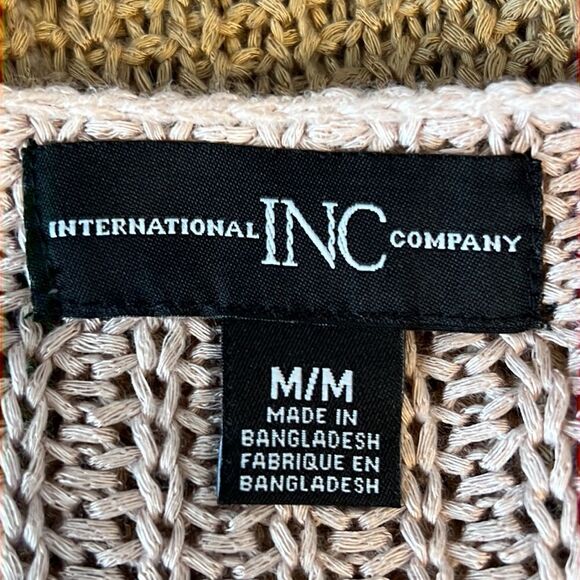 INTERNATIONAL INC COMPANY
M/M
MADE IN
BANGLADESH
FABRIQUE EN
BANGLADESH